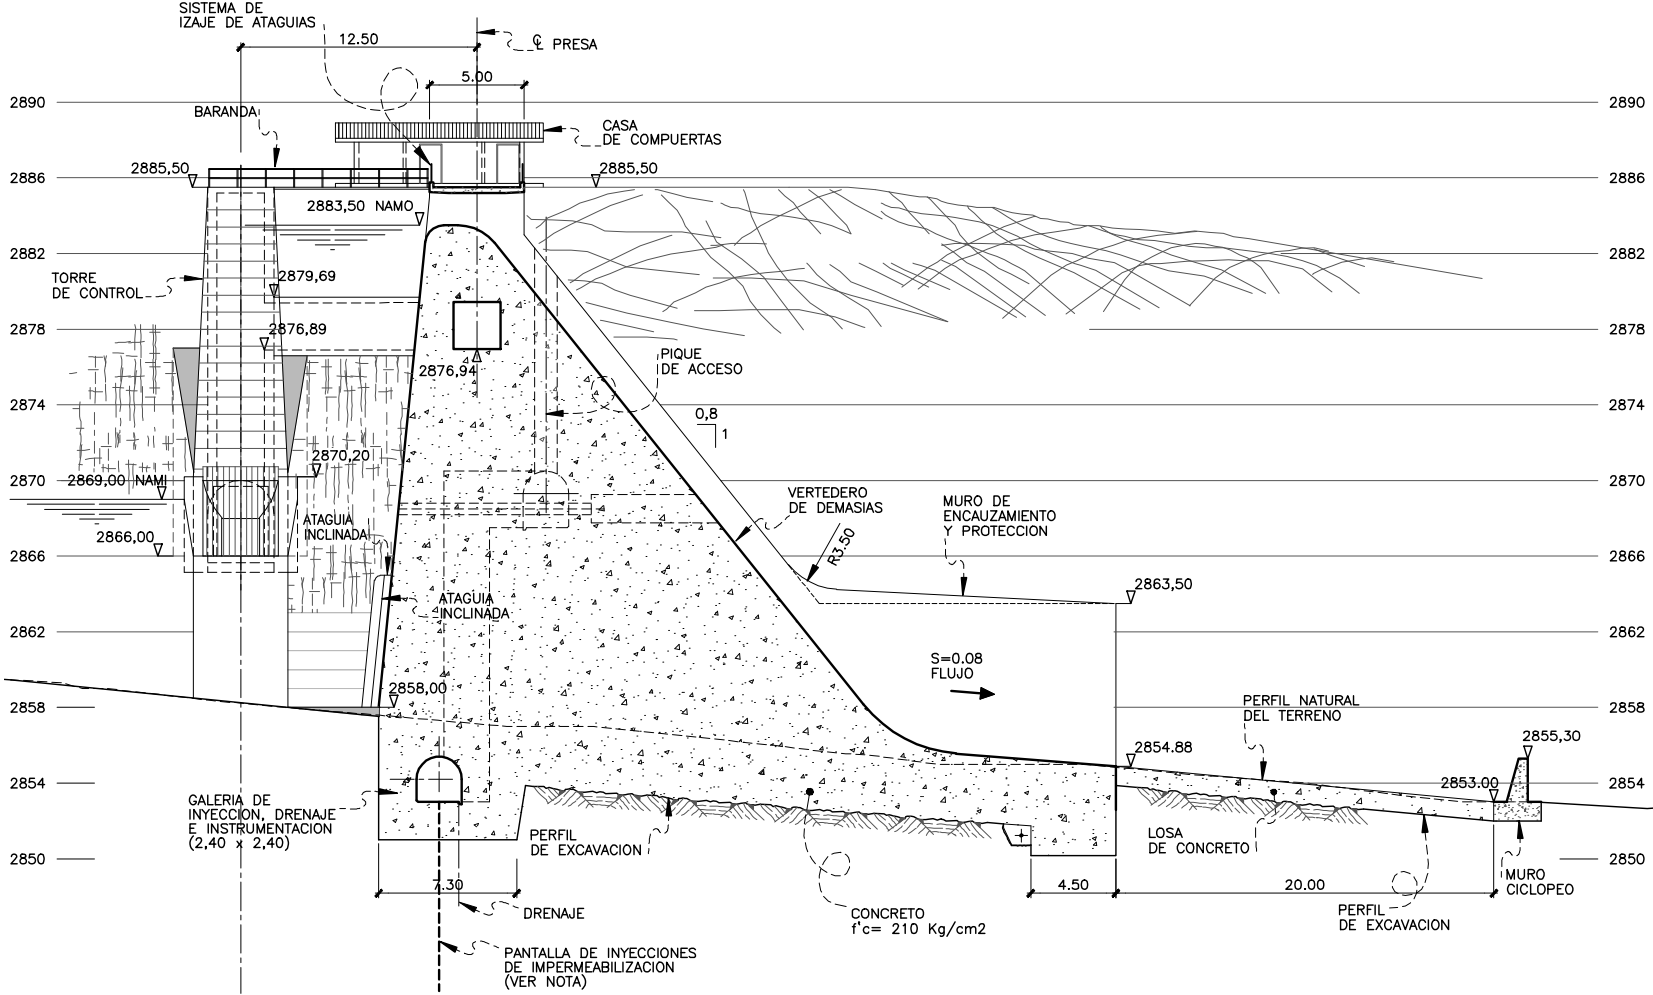 SISTEMA DE
IZAJE DE ATAGUIAS
12.50
℄ PRESA
5.00
2890
2890
BARANDA
CASA
DE COMPUERTAS
2885,50
2885,50
2886
2886
2883,50 NAMO
2882
2882
TORRE
DE CONTROL
2879,69
2878
2876,89
2878
2876,94
PIQUE
DE ACCESO
2874
2874
0,8
1
2870,20
2870
2869,00 NAMI
2870
VERTEDERO
DE DEMASIAS
MURO DE
ENCAUZAMIENTO
Y PROTECCION
ATAGUIA
INCLINADA
2866,00
R3.50
2866
2866
2863,50
ATAGUIA
INCLINADA
2862
2862
S=0.08
FLUJO
2858,00
2858
2858
PERFIL NATURAL
DEL TERRENO
2855,30
2854.88
2854
2853.00
2854
GALERIA DE
INYECCION, DRENAJE
E INSTRUMENTACION
(2,40 x 2,40)
PERFIL
DE EXCAVACION
LOSA
DE CONCRETO
2850
2850
7.30
4.50
20.00
MURO
CICLOPEO
DRENAJE
CONCRETO
f'c= 210 Kg/cm2
PERFIL
DE EXCAVACION
PANTALLA DE INYECCIONES
DE IMPERMEABILIZACION
(VER NOTA)